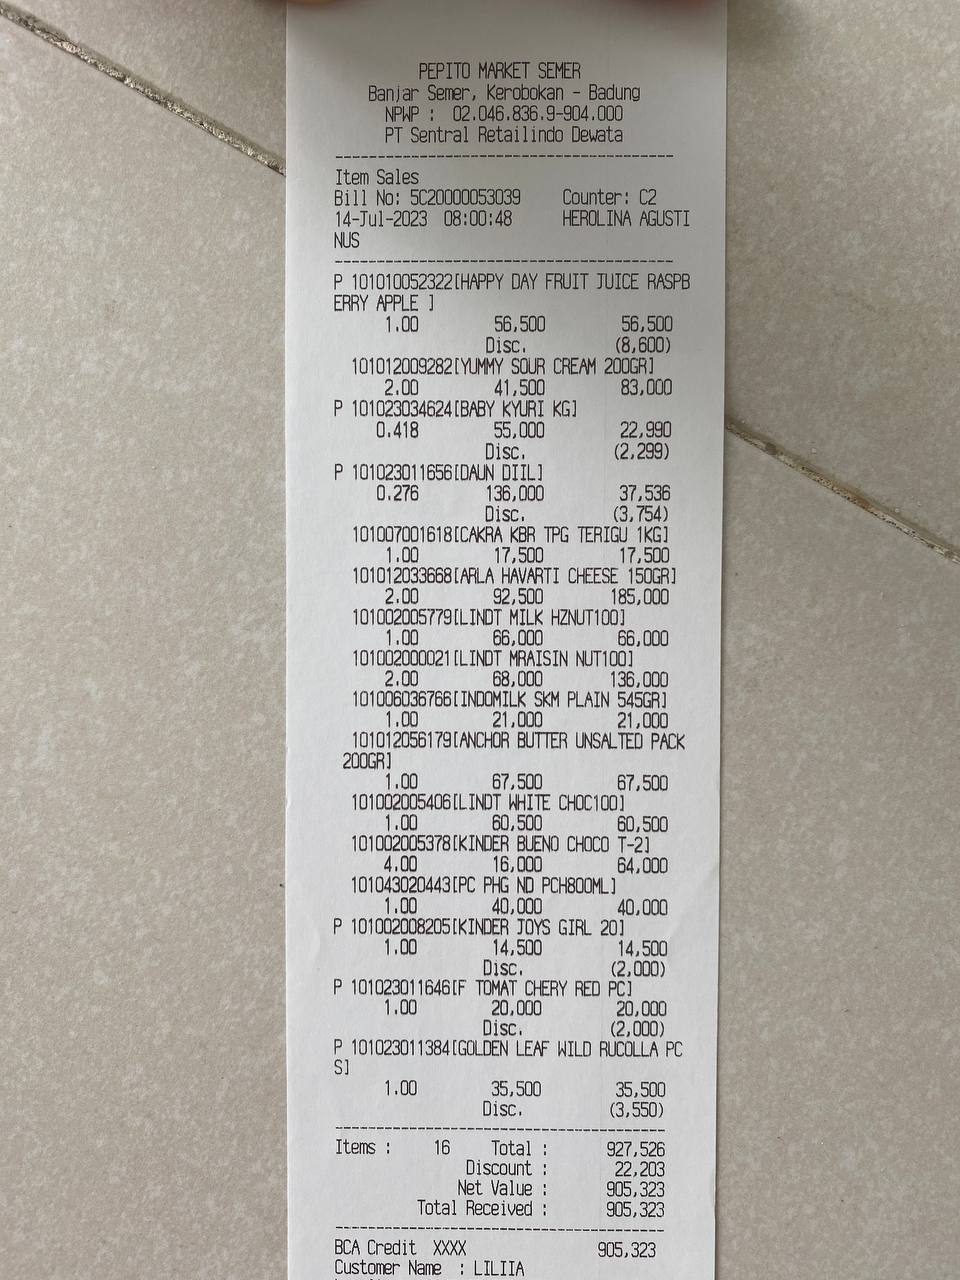 PEPITO MARKET SEMER
Banjar Semer, Kerobokan - Badung
NPWP : 02.046.836.9-904.000
PT Sentral Retailindo Dewata
----------------------------------------
Item Sales
Bill No: 5C20000053039 Counter: C2
14-Jul-2023 08:00:48 HEROLINA AGUSTI
NUS
----------------------------------------
P 101010052322[HAPPY DAY FRUIT JUICE RASPB
ERRY APPLE ]
1.00 56,500 56,500
Disc. (8,600)
101012009282[YUMMY SOUR CREAM 200GR]
2.00 41,500 83,000
P 101023034624[BABY KYURI KG]
0.418 55,000 22,990
Disc. (2,299)
P 101023011656[DAUN DIIL]
0.276 136,000 37,536
Disc. (3,754)
101007001618[CAKRA KBR TPG TERIGU 1KG]
1.00 17,500 17,500
101012033668[ARLA HAVARTI CHEESE 150GR]
2.00 92,500 185,000
101002005779[LINDT MILK HZNUT100]
1.00 66,000 66,000
101002000021[LINDT MRAISIN NUT100]
2.00 68,000 136,000
101006036766[INDOMILK SKM PLAIN 545GR]
1.00 21,000 21,000
101012056179[ANCHOR BUTTER UNSALTED PACK
200GR]
1.00 67,500 67,500
101002005406[LINDT WHITE CHOC100]
1.00 60,500 60,500
101002005378[KINDER BUENO CHOCO T-2]
4.00 16,000 64,000
101043020443[PC PHG ND PCH800ML]
1.00 40,000 40,000
P 101002008205[KINDER JOYS GIRL 20]
1.00 14,500 14,500
Disc. (2,000)
P 101023011646[F TOMAT CHERY RED PC]
1.00 20,000 20,000
Disc. (2,000)
P 101023011384[GOLDEN LEAF WILD RUCOLLA PC
S]
1.00 35,500 35,500
Disc. (3,550)
----------------------------------------
Items : 16 Total : 927,526
Discount : 22,203
Net Value : 905,323
Total Received : 905,323
----------------------------------------
BCA Credit XXXX 905,323
Customer Name : LILIIA